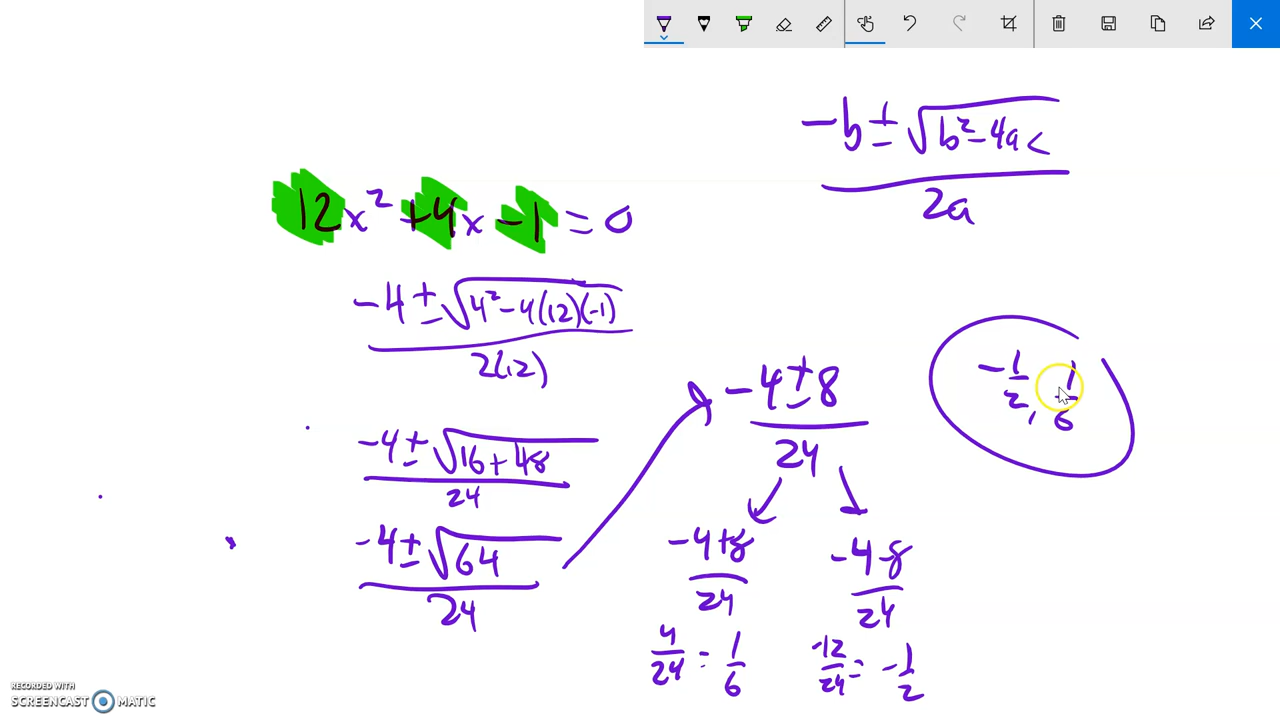 -b ± √(b² - 4ac)
2a
12x² +4x -1 = 0
-4 ± √(4² - 4(12)(-1))
2(12)
-4 ± √(16 + 48)
24
-4 ± √64
24
-4 ± 8
24
-4+8
24
4/24 = 1/6
-4-8
24
-12/24 = -1/2
-1/2, 1/6
RECORDED WITH
SCREENCAST MATIC